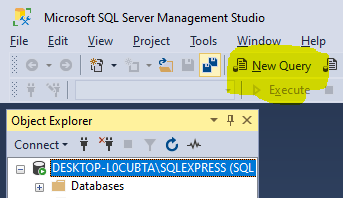 Microsoft SQL Server Management Studio
File Edit View Project Tools Window Help
New Query
Execute
Object Explorer
Connect
DESKTOP-L0CUBTA\SQLEXPRESS (SQL
Databases